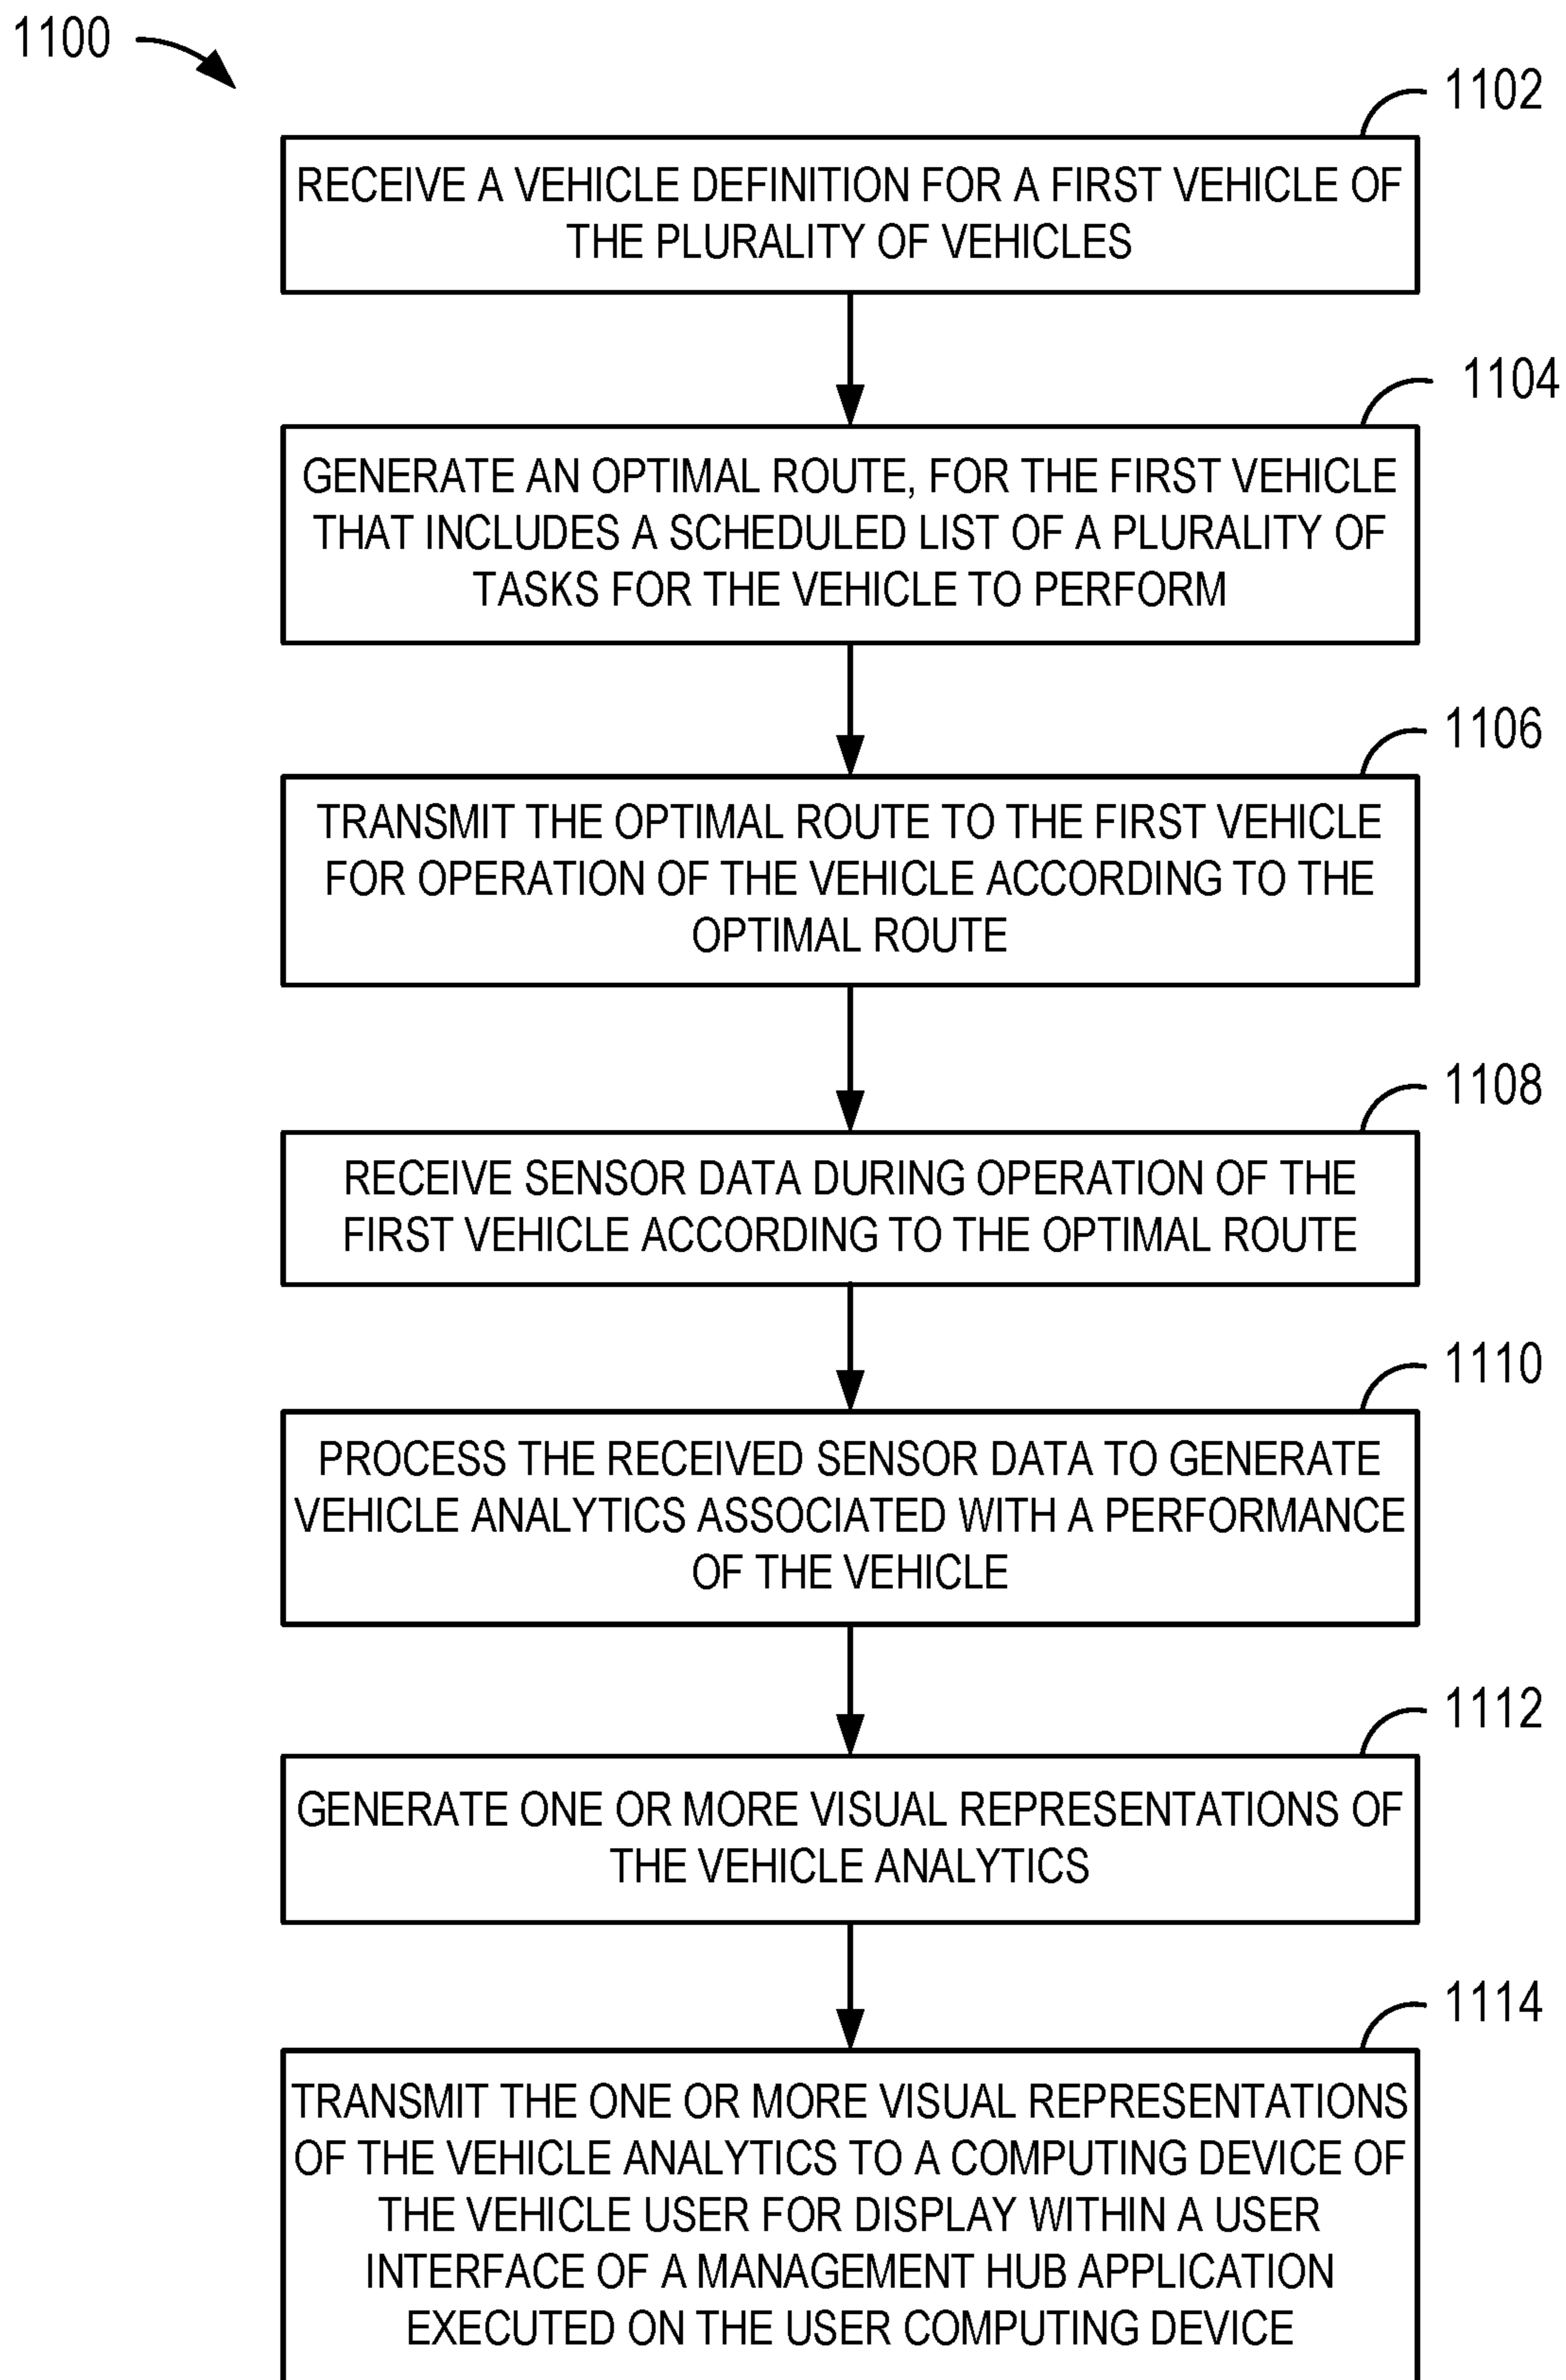 1100
1102
RECEIVE A VEHICLE DEFINITION FOR A FIRST VEHICLE OF
THE PLURALITY OF VEHICLES
1104
GENERATE AN OPTIMAL ROUTE, FOR THE FIRST VEHICLE
THAT INCLUDES A SCHEDULED LIST OF A PLURALITY OF
TASKS FOR THE VEHICLE TO PERFORM
1106
TRANSMIT THE OPTIMAL ROUTE TO THE FIRST VEHICLE
FOR OPERATION OF THE VEHICLE ACCORDING TO THE
OPTIMAL ROUTE
1108
RECEIVE SENSOR DATA DURING OPERATION OF THE
FIRST VEHICLE ACCORDING TO THE OPTIMAL ROUTE
1110
PROCESS THE RECEIVED SENSOR DATA TO GENERATE
VEHICLE ANALYTICS ASSOCIATED WITH A PERFORMANCE
OF THE VEHICLE
1112
GENERATE ONE OR MORE VISUAL REPRESENTATIONS OF
THE VEHICLE ANALYTICS
1114
TRANSMIT THE ONE OR MORE VISUAL REPRESENTATIONS
OF THE VEHICLE ANALYTICS TO A COMPUTING DEVICE OF
THE VEHICLE USER FOR DISPLAY WITHIN A USER
INTERFACE OF A MANAGEMENT HUB APPLICATION
EXECUTED ON THE USER COMPUTING DEVICE